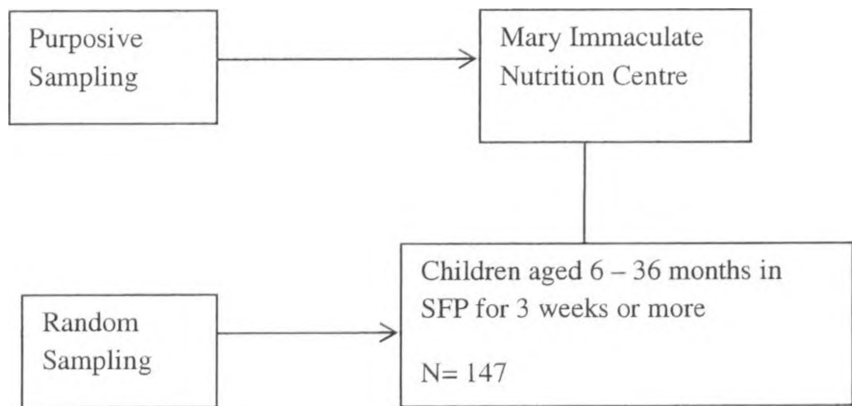 Purposive
Sampling
Mary Immaculate
Nutrition Centre
Children aged 6 – 36 months in
SFP for 3 weeks or more
N= 147
Random
Sampling